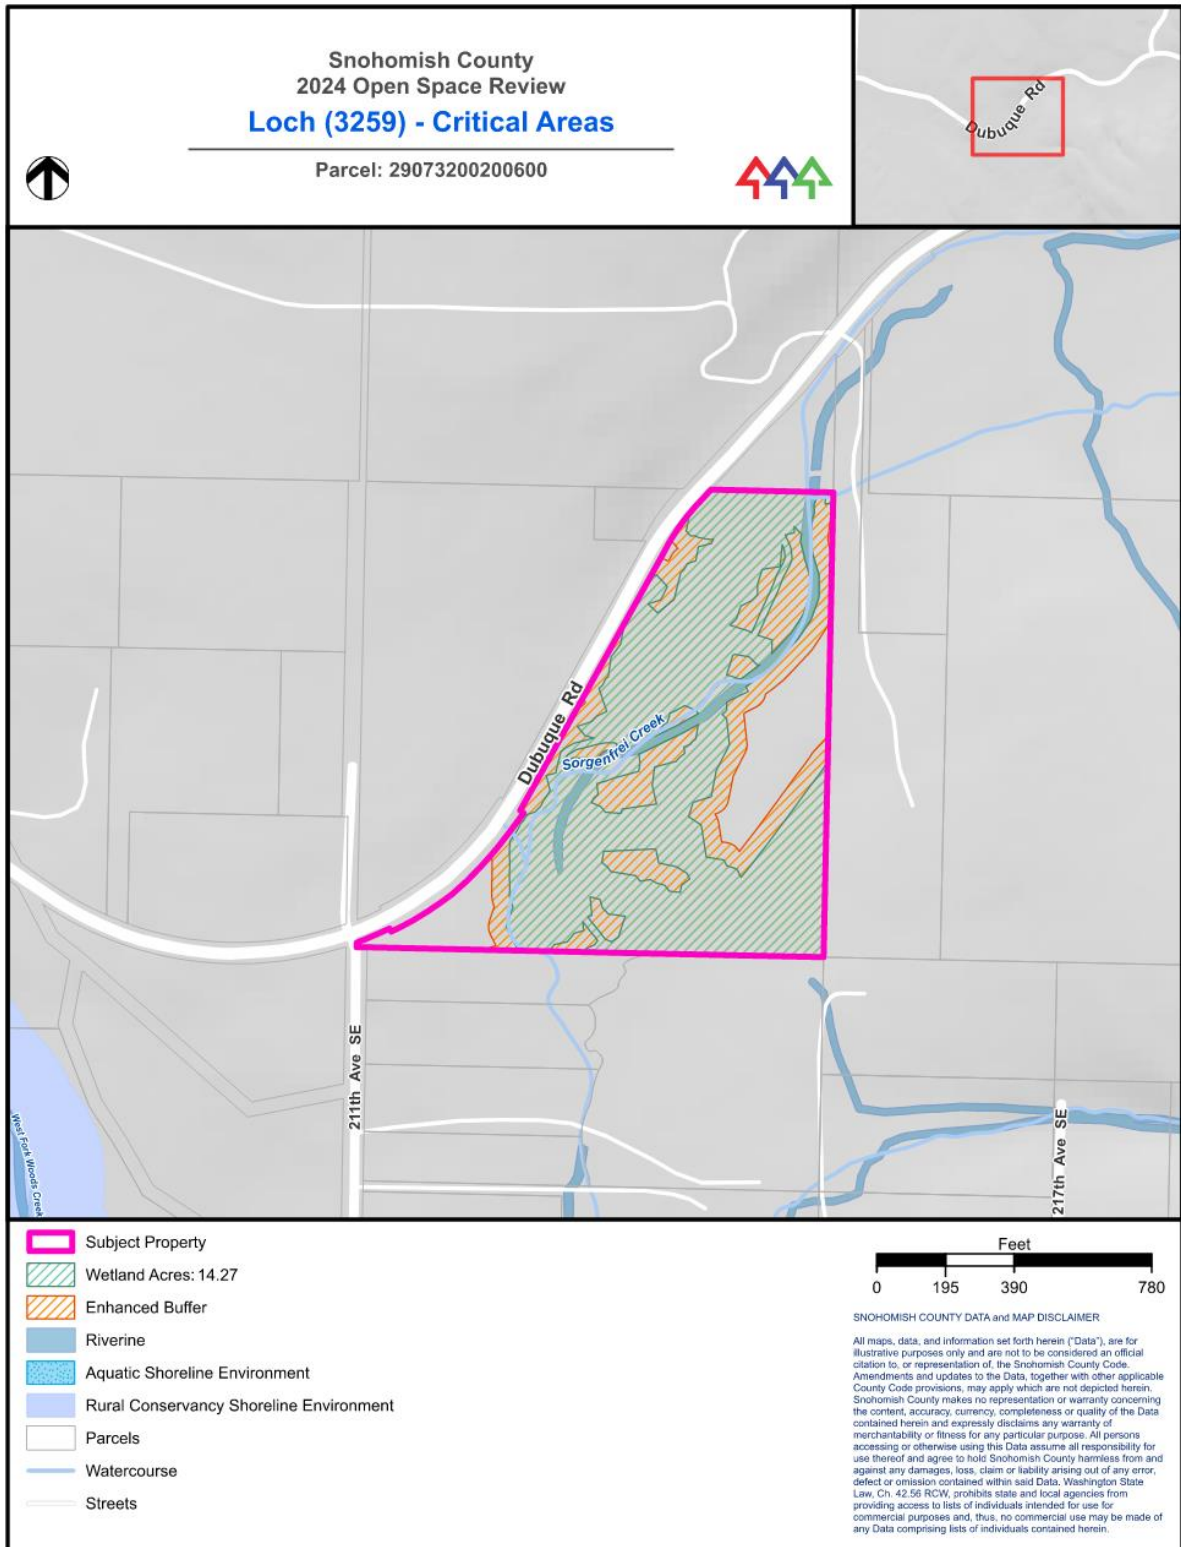 Snohomish County
2024 Open Space Review
Loch (3259) - Critical Areas
Parcel: 29073200200600
Dubuque Rd
Dubuque Rd
Sorgenfrei Creek
211th Ave SE
217th Ave SE
West Fork Woods Creek
Subject Property
Wetland Acres: 14.27
Enhanced Buffer
Riverine
Aquatic Shoreline Environment
Rural Conservancy Shoreline Environment
Parcels
Watercourse
Streets
Feet
0 195 390 780
SNOHOMISH COUNTY DATA and MAP DISCLAIMER
All maps, data, and information set forth herein ("Data"), are for
illustrative purposes only and are not to be considered an official
citation to, or representation of, the Snohomish County Code.
Amendments and updates to the Data, together with other applicable
County Code provisions, may apply which are not depicted herein.
Snohomish County makes no representation or warranty concerning
the content, accuracy, currency, completeness or quality of the Data
contained herein and expressly disclaims any warranty of
merchantability or fitness for any particular purpose. All persons
accessing or otherwise using this Data assume all responsibility for
use thereof and agree to hold Snohomish County harmless from and
against any damages, loss, claim or liability arising out of any error,
defect or omission contained within said Data. Washington State
Law, Ch. 42.56 RCW, prohibits state and local agencies from
providing access to lists of individuals intended for use for
commercial purposes and, thus, no commercial use may be made of
any Data comprising lists of individuals contained herein.